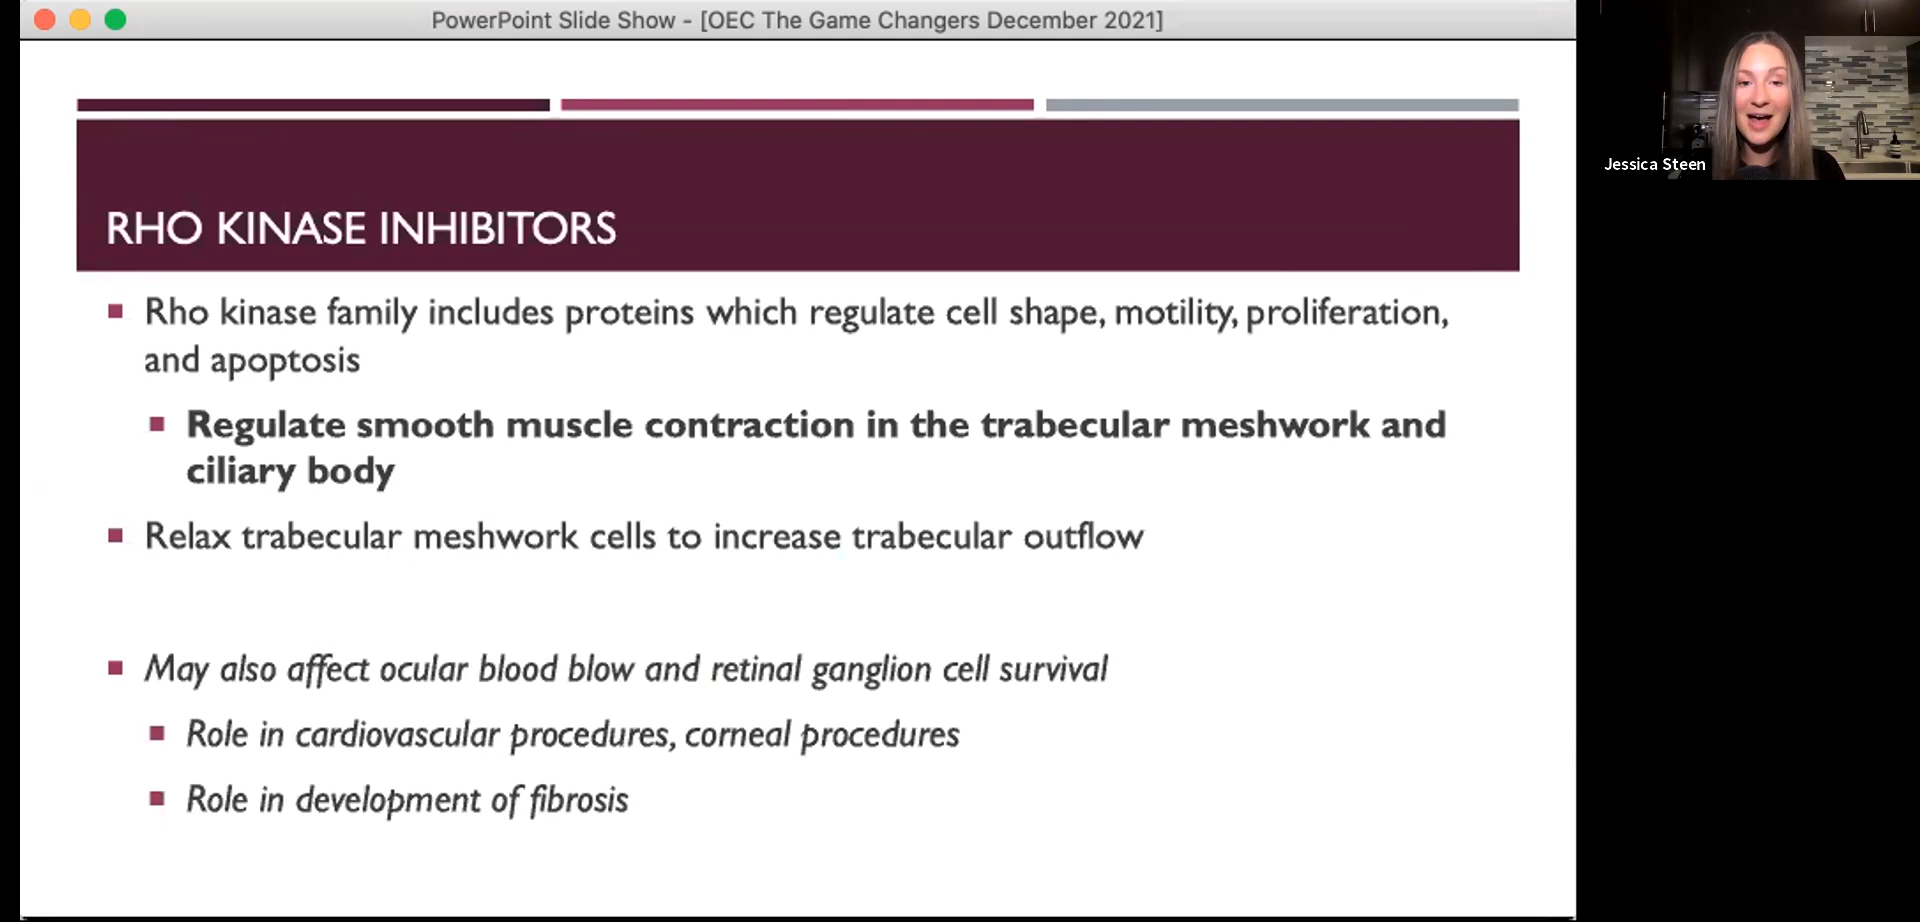 PowerPoint Slide Show - [OEC The Game Changers December 2021]
RHO KINASE INHIBITORS
Rho kinase family includes proteins which regulate cell shape, motility, proliferation,
and apoptosis
Regulate smooth muscle contraction in the trabecular meshwork and
ciliary body
Relax trabecular meshwork cells to increase trabecular outflow
May also affect ocular blood blow and retinal ganglion cell survival
Role in cardiovascular procedures, corneal procedures
Role in development of fibrosis
Jessica Steen